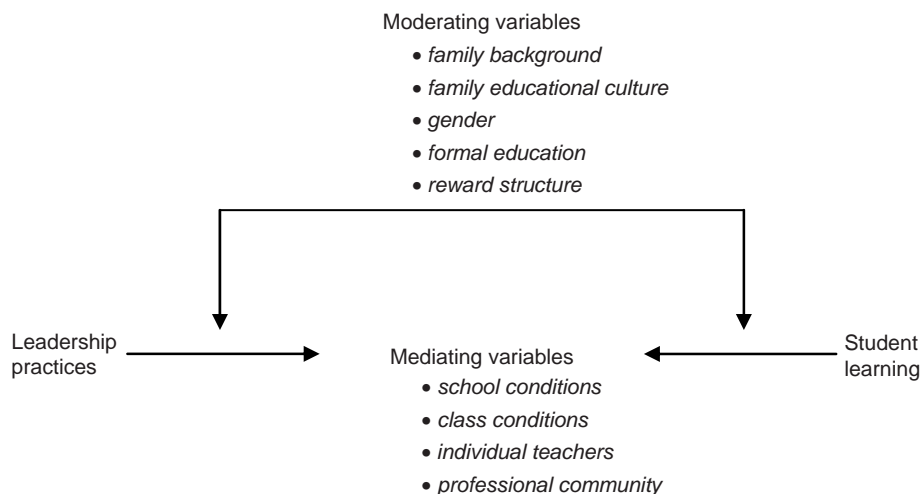 Moderating variables
• family background
• family educational culture
• gender
• formal education
• reward structure
Leadership
practices
Mediating variables
• school conditions
• class conditions
• individual teachers
• professional community
Student
learning